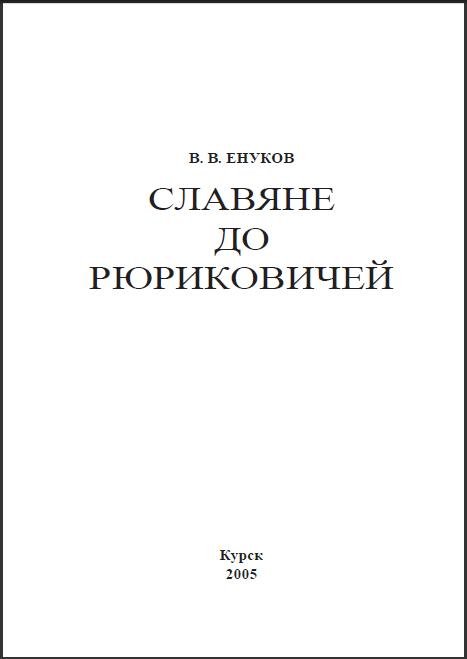 В. В. ЕНУКОВ
СЛАВЯНЕ
ДО
РЮРИКОВИЧЕЙ
Курск
2005